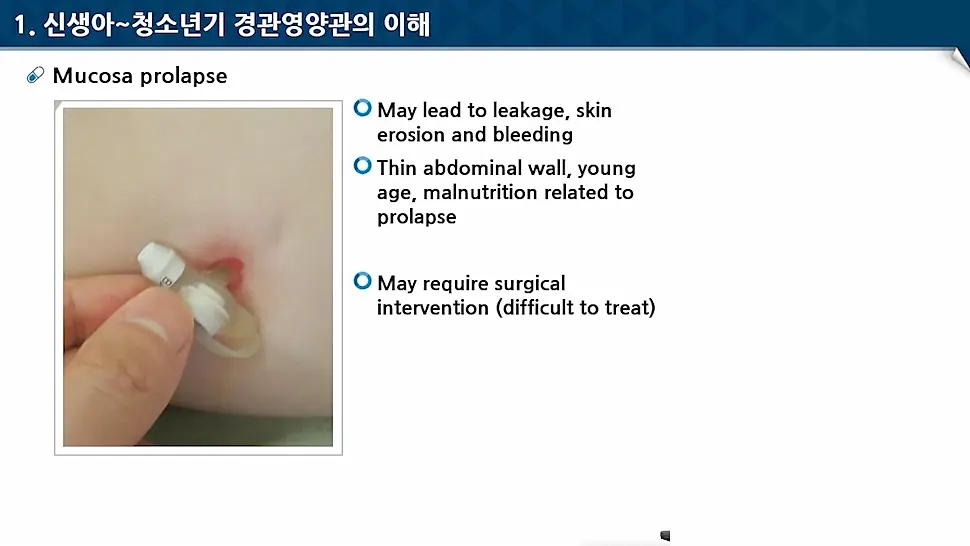 1. 신생아~청소년기 경관영양관의 이해
Mucosa prolapse
May lead to leakage, skin
erosion and bleeding
Thin abdominal wall, young
age, malnutrition related to
prolapse
May require surgical
intervention (difficult to treat)